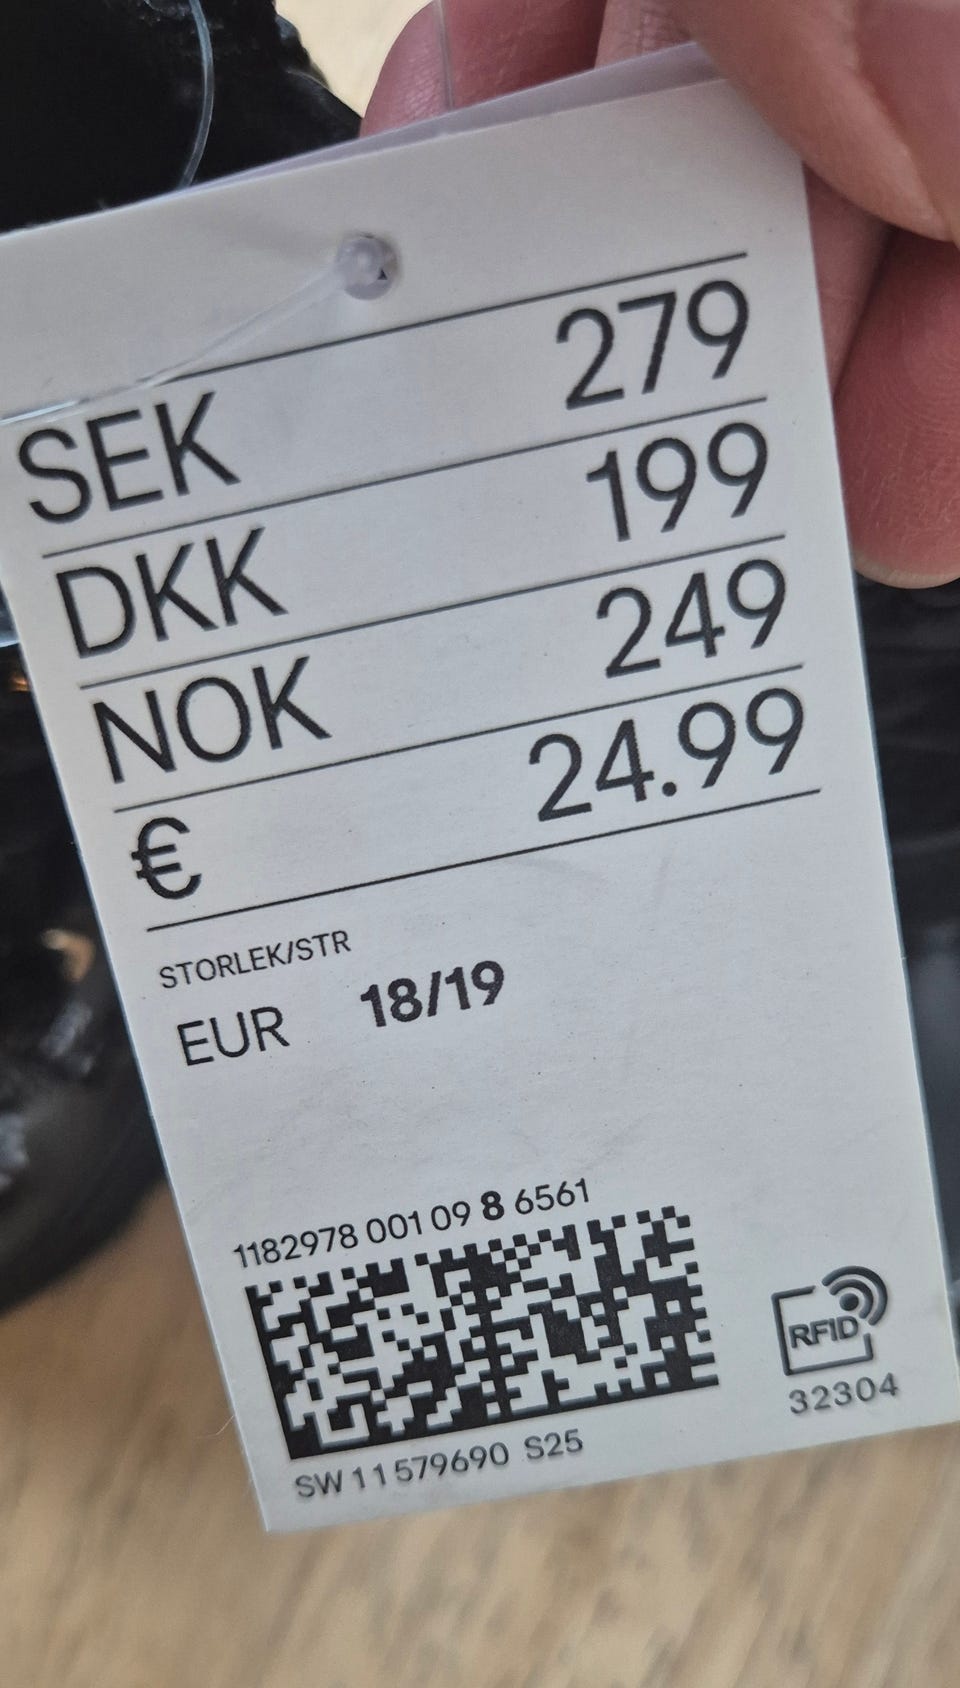 SEK 279
DKK 199
NOK 249
€ 24.99
STORLEK/STR
EUR 18/19
1182978 001 09 8 6561
RFID
32304
SW 11579690 S25